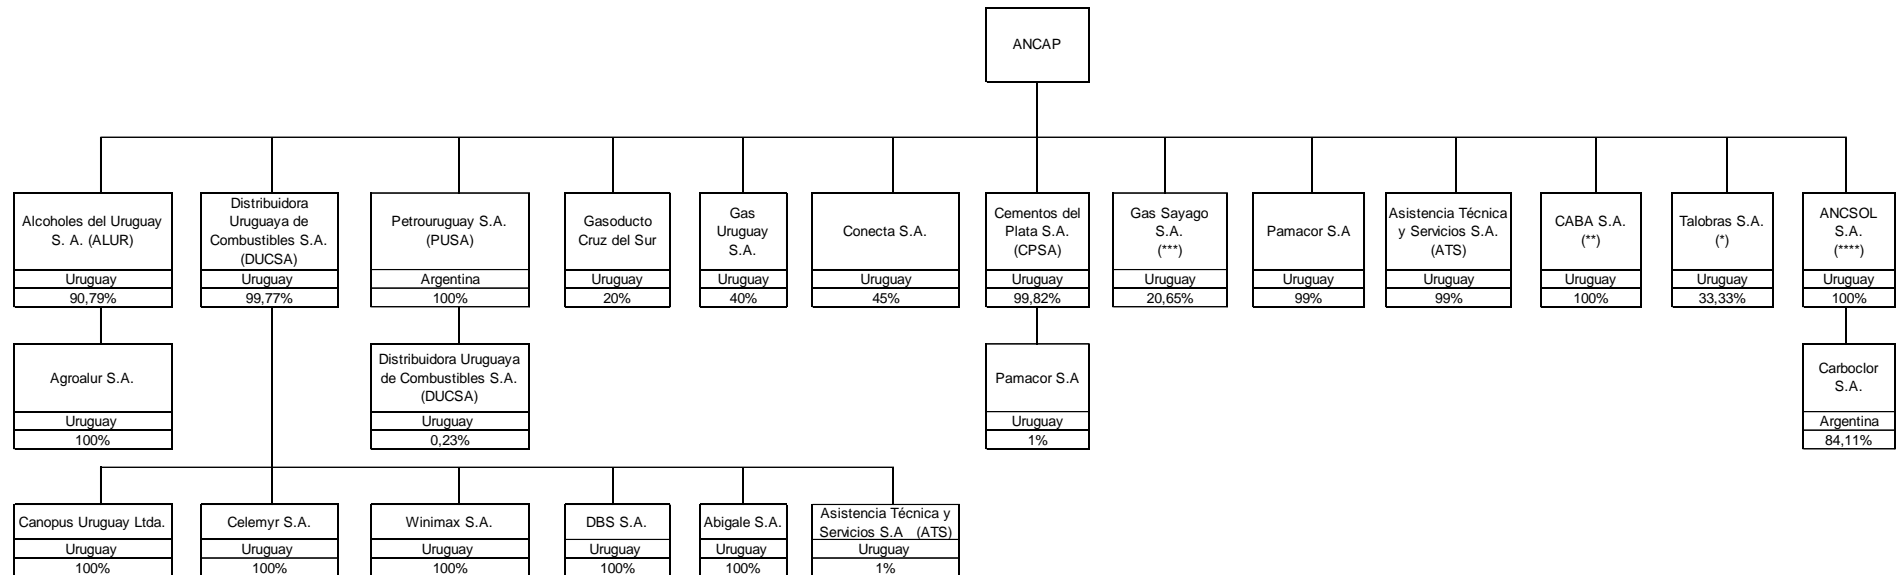 ANCAP
Alcoholes del Uruguay
S. A. (ALUR)
Uruguay
90,79%
Distribuidora
Uruguaya de
Combustibles S.A.
(DUCSA)
Uruguay
99,77%
Petrouruguay S.A.
(PUSA)
Argentina
100%
Gasoducto
Cruz del Sur
Uruguay
20%
Gas
Uruguay
S.A.
Uruguay
40%
Conecta S.A.
Uruguay
45%
Cementos del
Plata S.A.
(CPSA)
Uruguay
99,82%
Gas Sayago
S.A.
(***)
Uruguay
20,65%
Pamacor S.A
Uruguay
99%
Asistencia Técnica
y Servicios S.A.
(ATS)
Uruguay
99%
CABA S.A.
(**)
Uruguay
100%
Talobras S.A.
(*)
Uruguay
33,33%
ANCSOL
S.A.
(****)
Uruguay
100%
Agroalur S.A.
Uruguay
100%
Distribuidora Uruguaya
de Combustibles S.A.
(DUCSA)
Uruguay
0,23%
Pamacor S.A
Uruguay
1%
Carboclor
S.A.
Argentina
84,11%
Canopus Uruguay Ltda.
Uruguay
100%
Celemyr S.A.
Uruguay
100%
Winimax S.A.
Uruguay
100%
DBS S.A.
Uruguay
100%
Abigale S.A.
Uruguay
100%
Asistencia Técnica y
Servicios S.A (ATS)
Uruguay
1%